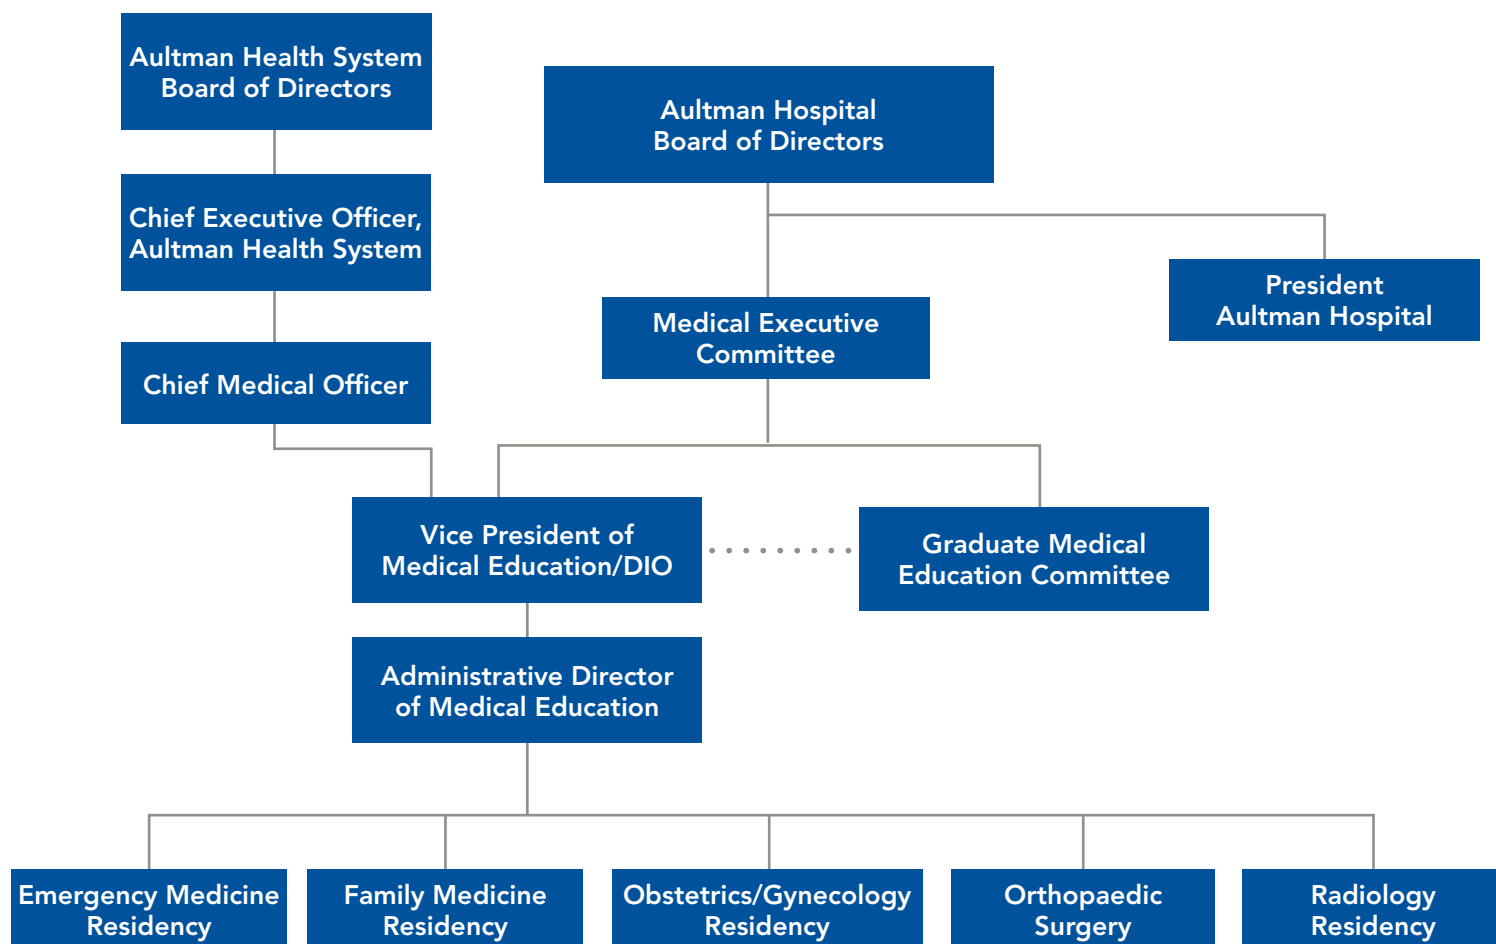 Aultman Health System
Board of Directors
Aultman Hospital
Board of Directors
Chief Executive Officer,
Aultman Health System
President
Aultman Hospital
Medical Executive
Committee
Chief Medical Officer
Vice President of
Medical Education/DIO
Graduate Medical
Education Committee
Administrative Director
of Medical Education
Emergency Medicine
Residency
Family Medicine
Residency
Obstetrics/Gynecology
Residency
Orthopaedic
Surgery
Radiology
Residency